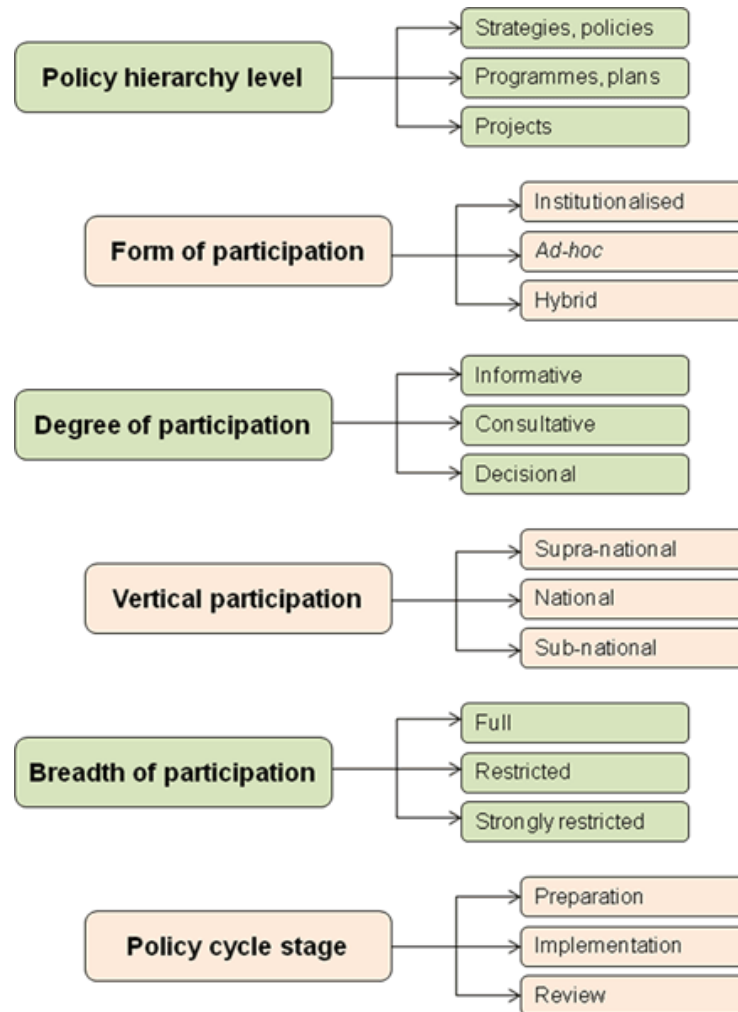 Policy hierarchy level
Strategies, policies
Programmes, plans
Projects
Form of participation
Institutionalised
Ad-hoc
Hybrid
Degree of participation
Informative
Consultative
Decisional
Vertical participation
Supra-national
National
Sub-national
Breadth of participation
Full
Restricted
Strongly restricted
Policy cycle stage
Preparation
Implementation
Review